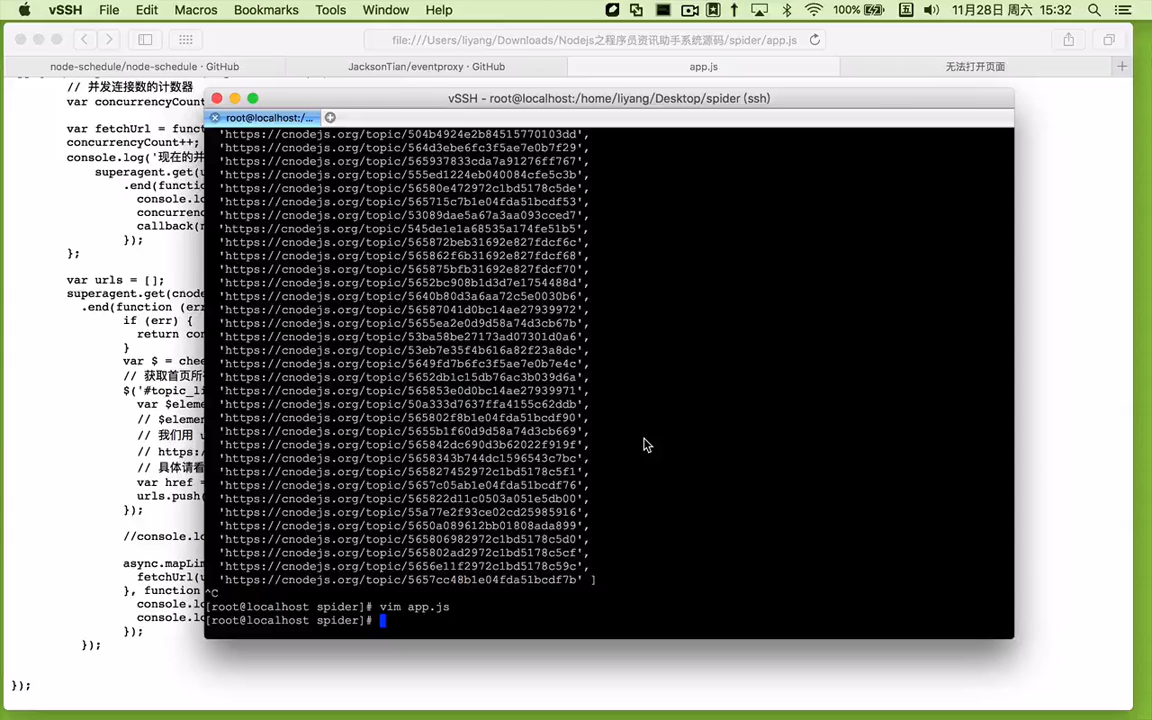 vSSH File Edit Macros Bookmarks Tools Window Help 100% 五 11月28日 周六 15:32
file:///Users/liyang/Downloads/Nodejs之程序员资讯助手系统源码/spider/app.js
node-schedule/node-schedule · GitHub JacksonTian/eventproxy · GitHub app.js 无法打开页面
// 并发连接数的计数器
var concurrencyCount
var fetchUrl = funct
concurrencyCount++;
console.log('现在的并
superagent.get(u
.end(functio
console.lo
concurrenc
callback(n
});
};
var urls = [];
superagent.get(cnode
.end(function (err
if (err) {
return con
}
var $ = chee
// 获取首页所
$('#topic_li
var $elemen
// $elemen
// 我们用 u
// https:/
// 具体请看
var href =
urls.push(
});
//console.lo
async.mapLim
fetchUrl(u
}, function
console.lo
console.lo
});
});
});
vSSH - root@localhost:/home/liyang/Desktop/spider (ssh)
root@localhost:/...
'https://cnodejs.org/topic/504b4924e2b84515770103dd',
'https://cnodejs.org/topic/564d3ebe6fc3f5ae7e0b7f29',
'https://cnodejs.org/topic/565937833cda7a91276ff767',
'https://cnodejs.org/topic/555ed1224eb040084cfe5c3b',
'https://cnodejs.org/topic/56580e472972c1bd5178c5de',
'https://cnodejs.org/topic/565715c7b1e04fda51bcdf53',
'https://cnodejs.org/topic/53089dae5a67a3aa093cced7',
'https://cnodejs.org/topic/545de1e1a68535a174fe51b5',
'https://cnodejs.org/topic/565872beb31692e827fdcf6c',
'https://cnodejs.org/topic/565862f6b31692e827fdcf68',
'https://cnodejs.org/topic/565875bfb31692e827fdcf70',
'https://cnodejs.org/topic/5652bc908b1d3d7e1754488d',
'https://cnodejs.org/topic/5640b80d3a6aa72c5e0030b6',
'https://cnodejs.org/topic/56587041d0bc14ae27939972',
'https://cnodejs.org/topic/5655ea2e0d9d58a74d3cb67b',
'https://cnodejs.org/topic/53ba58be27173ad07301d0a6',
'https://cnodejs.org/topic/53eb7e35f4b616a82f23a8dc',
'https://cnodejs.org/topic/5649fd7b6fc3f5ae7e0b7e4c',
'https://cnodejs.org/topic/5652db1c15db76ac3b039d6a',
'https://cnodejs.org/topic/565853e0d0bc14ae27939971',
'https://cnodejs.org/topic/50a333d7637ffa4155c62ddb',
'https://cnodejs.org/topic/565802f8b1e04fda51bcdf90',
'https://cnodejs.org/topic/5655b1f60d9d58a74d3cb669',
'https://cnodejs.org/topic/565842dc690d3b62022f919f',
'https://cnodejs.org/topic/5658343b744dc1596543c7bc',
'https://cnodejs.org/topic/565827452972c1bd5178c5f1',
'https://cnodejs.org/topic/5657c05ab1e04fda51bcdf76',
'https://cnodejs.org/topic/565822d11c0503a051e5db00',
'https://cnodejs.org/topic/55a77e2f93ce02cd25985916',
'https://cnodejs.org/topic/5650a089612bb01808ada899',
'https://cnodejs.org/topic/565806982972c1bd5178c5d0',
'https://cnodejs.org/topic/565802ad2972c1bd5178c5cf',
'https://cnodejs.org/topic/5656e11f2972c1bd5178c59c',
'https://cnodejs.org/topic/5657cc48b1e04fda51bcdf7b' ]
^C
[root@localhost spider]# vim app.js
[root@localhost spider]#